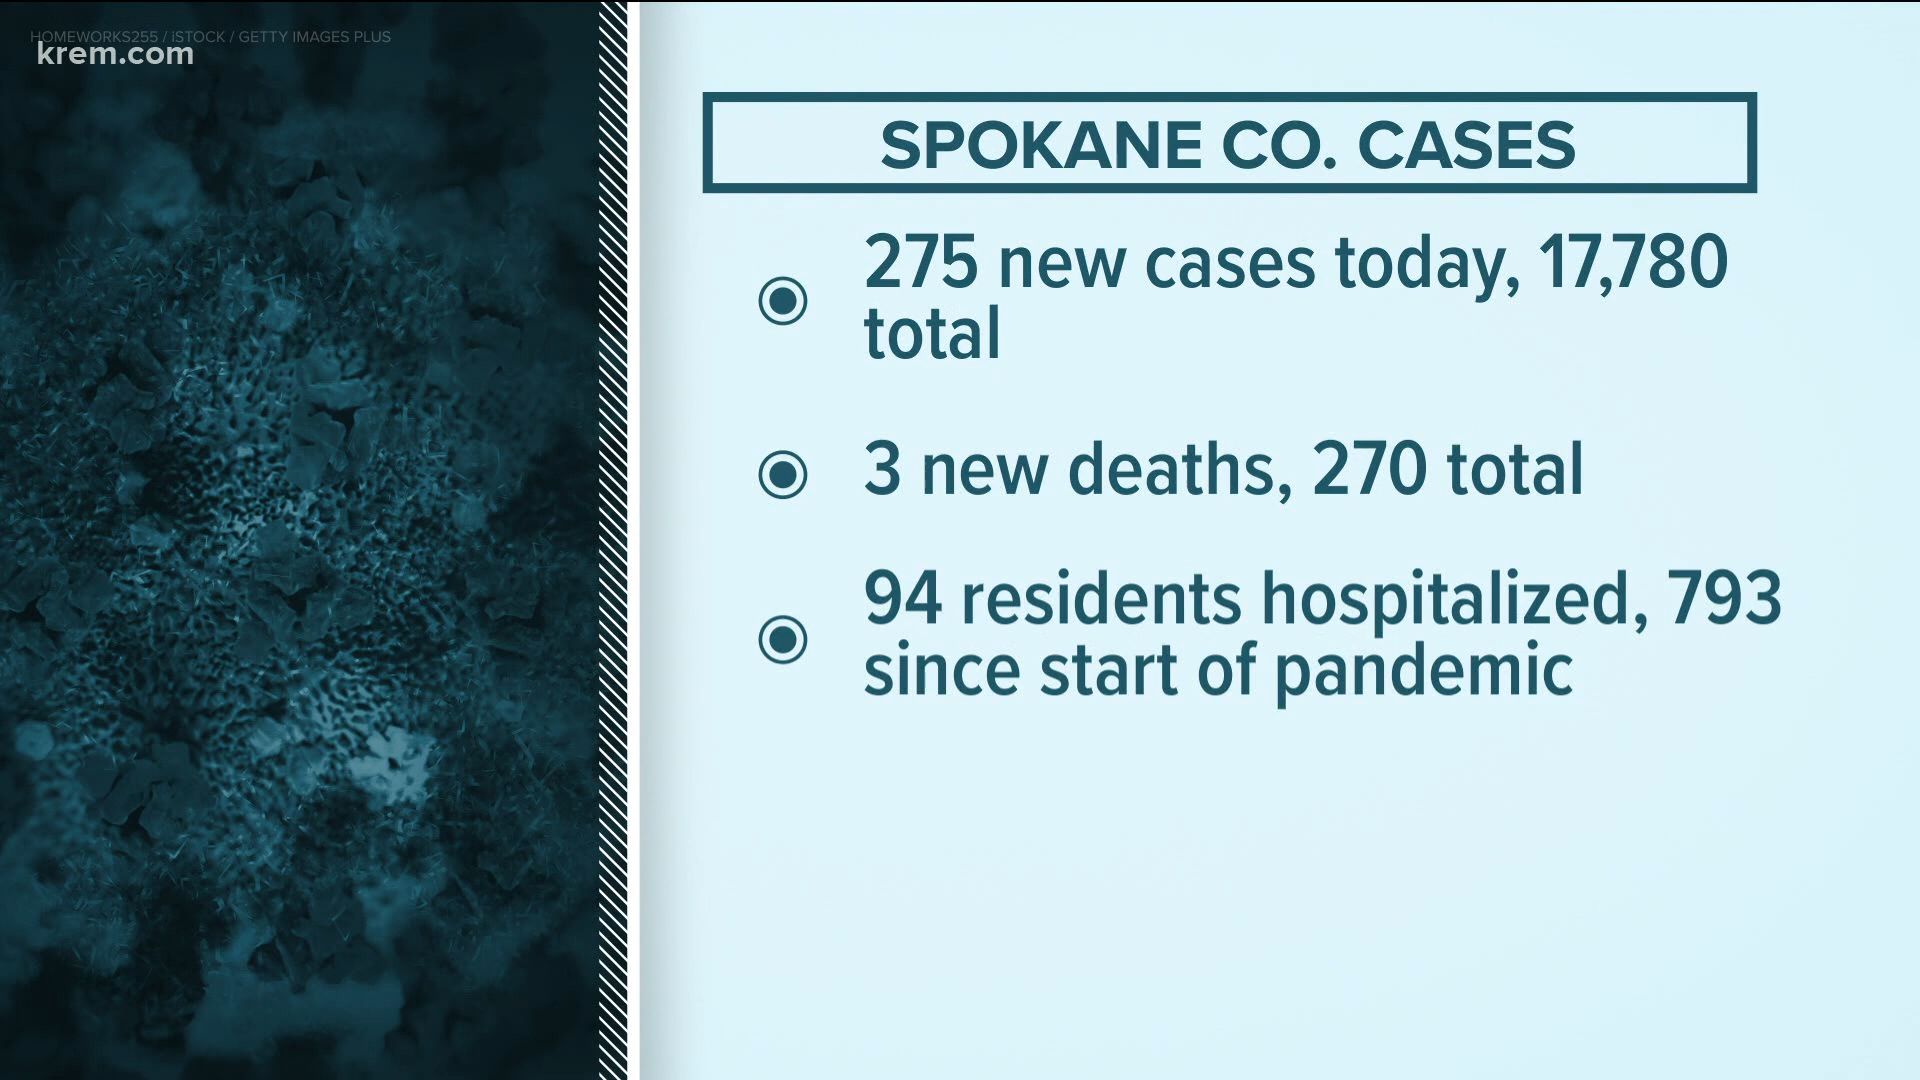 HOMEWORKS255 / iSTOCK / GETTY IMAGES PLUS
krem.com
SPOKANE CO. CASES
275 new cases today, 17,780
total
3 new deaths, 270 total
94 residents hospitalized, 793
since start of pandemic